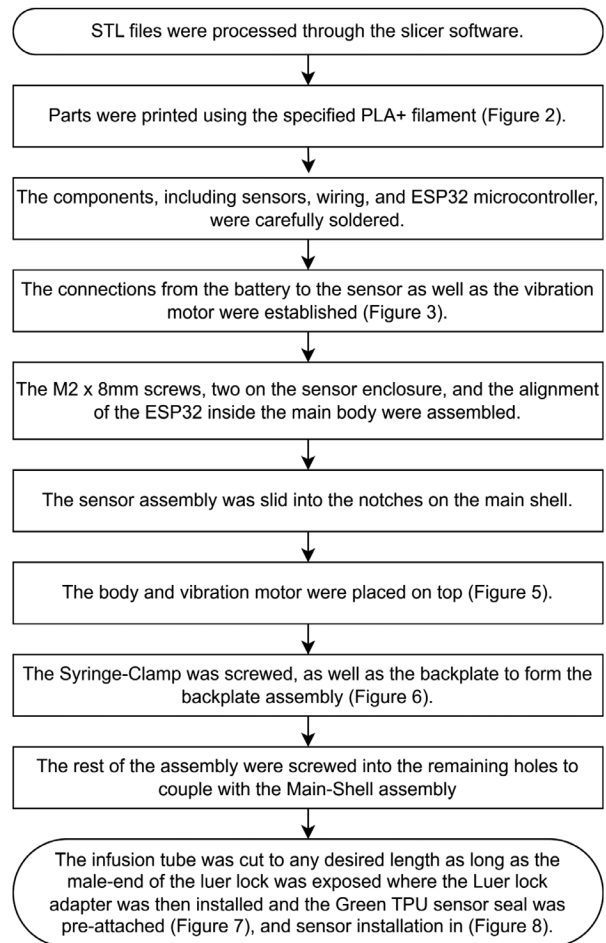 STL files were processed through the slicer software.
Parts were printed using the specified PLA+ filament (Figure 2).
The components, including sensors, wiring, and ESP32 microcontroller,
were carefully soldered.
The connections from the battery to the sensor as well as the vibration
motor were established (Figure 3).
The M2 x 8mm screws, two on the sensor enclosure, and the alignment
of the ESP32 inside the main body were assembled.
The sensor assembly was slid into the notches on the main shell.
The body and vibration motor were placed on top (Figure 5).
The Syringe-Clamp was screwed, as well as the backplate to form the
backplate assembly (Figure 6).
The rest of the assembly were screwed into the remaining holes to
couple with the Main-Shell assembly
The infusion tube was cut to any desired length as long as the
male-end of the luer lock was exposed where the Luer lock
adapter was then installed and the Green TPU sensor seal was
pre-attached (Figure 7), and sensor installation in (Figure 8).